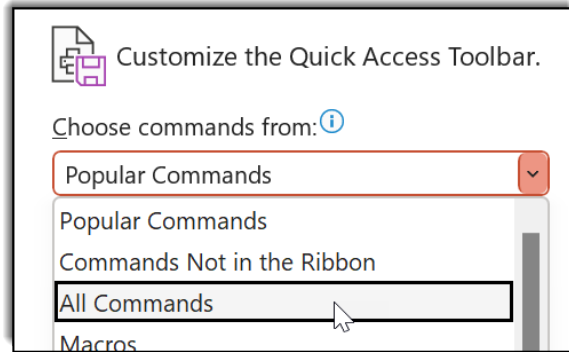 Customize the Quick Access Toolbar.
Choose commands from:
Popular Commands
Popular Commands
Commands Not in the Ribbon
All Commands
Macros